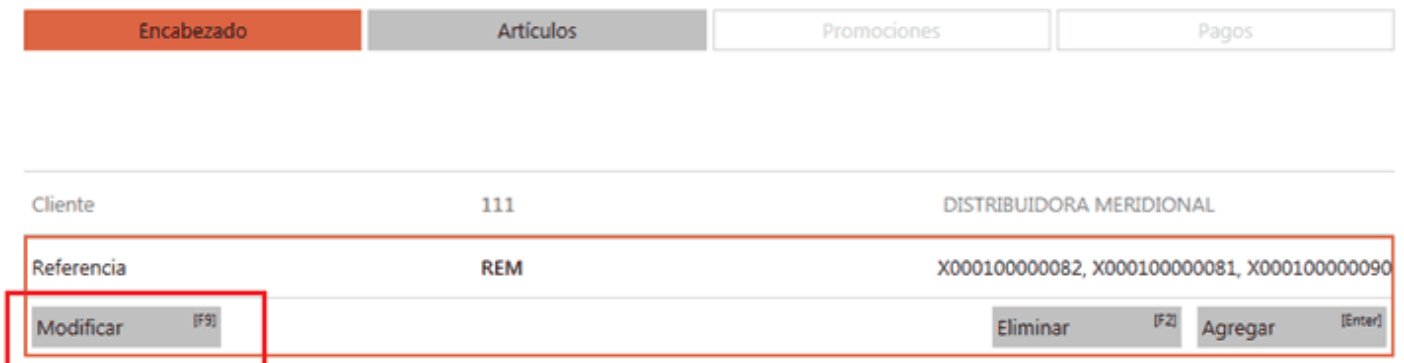 Encabezado Artículos Promociones Pagos
Cliente 111 DISTRIBUIDORA MERIDIONAL
Referencia REM X000100000082, X000100000081, X000100000090
Modificar [F9] Eliminar [F2] Agregar [Enter]